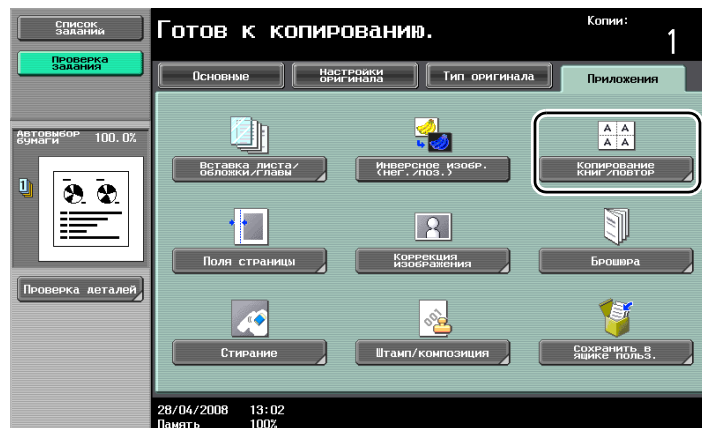 Список
заданий
Готов к копированию.
Копии:
1
Проверка
задания
Основные
Настройки
оригинала
Тип оригинала
Приложения
Автовыбор
бумаги
100.0%
1
Вставка листа/
обложки/главы
Инверсное изобр.
(нег./поз.)
A A
A A
Копирование
книг/повтор
Поля страницы
Коррекция
изображения
Брошюра
Проверка деталей
001
Стирание
Штамп/композиция
Сохранить в
ящике польз.
28/04/2008 13:02
Память 100%